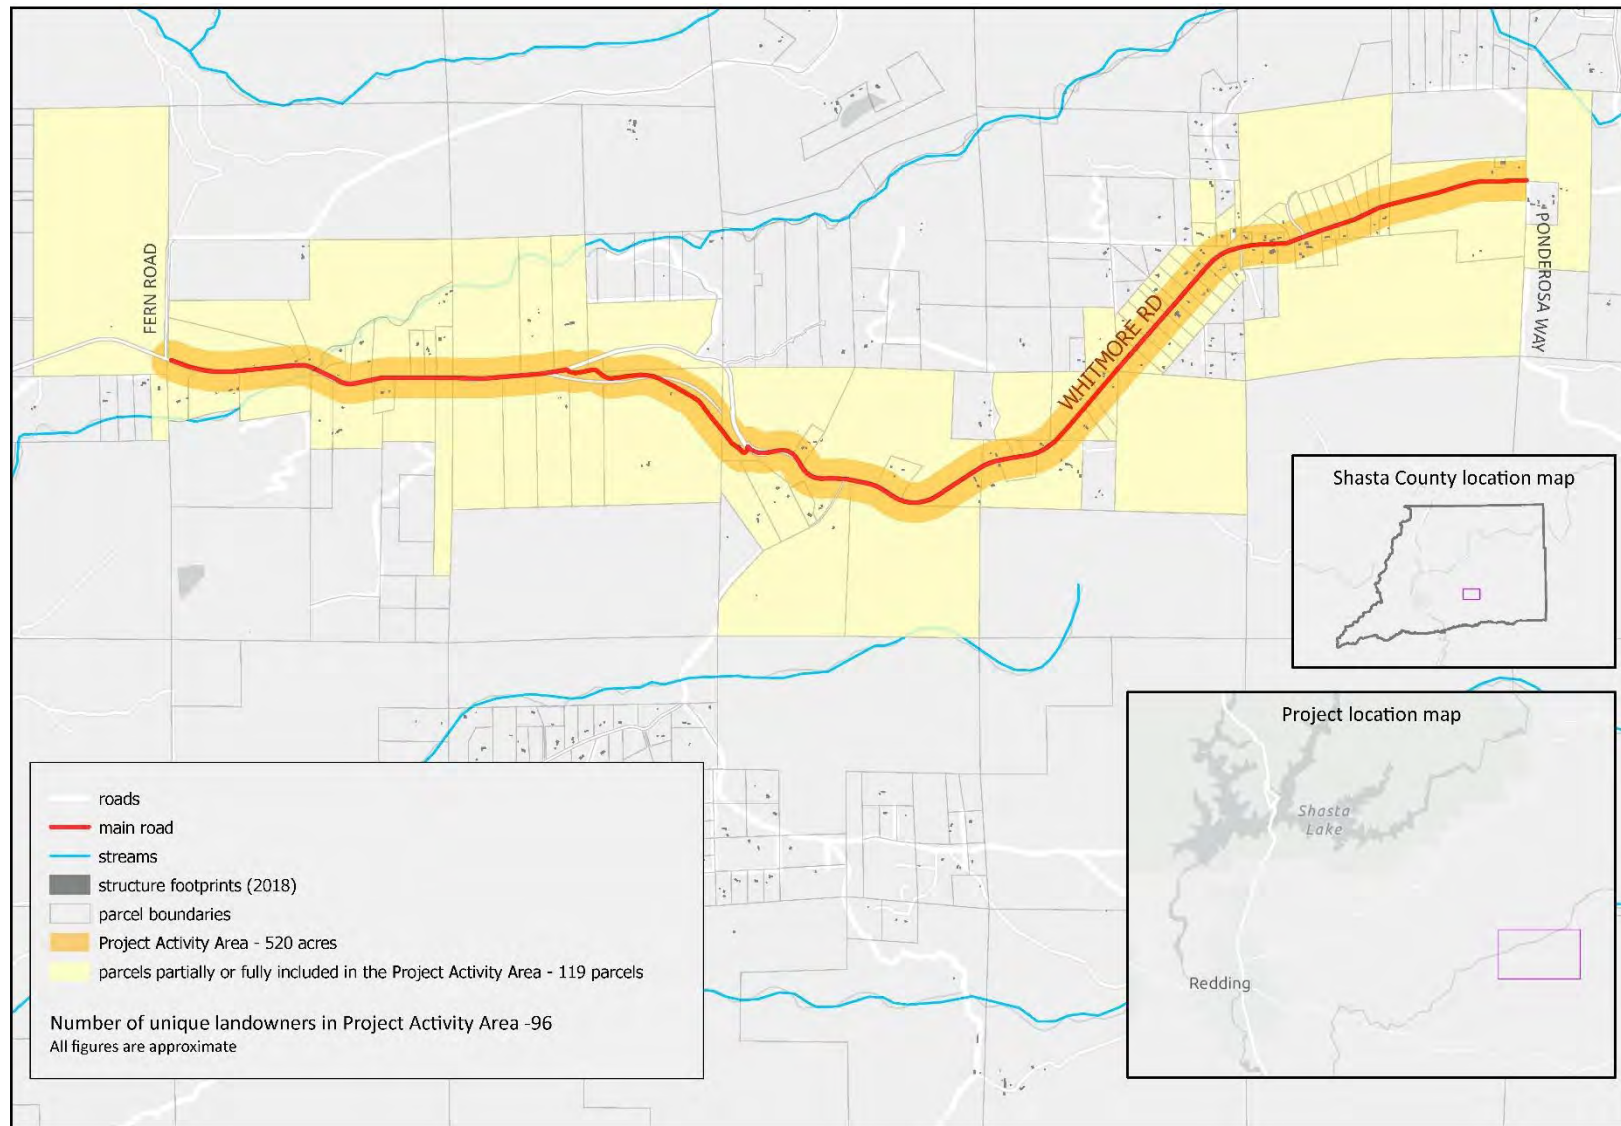 FERN ROAD
WHITMORE RD
PONDEROSA WAY
Shasta County location map
Project location map
Shasta
Lake
Redding
roads
main road
streams
structure footprints (2018)
parcel boundaries
Project Activity Area - 520 acres
parcels partially or fully included in the Project Activity Area - 119 parcels
Number of unique landowners in Project Activity Area -96
All figures are approximate